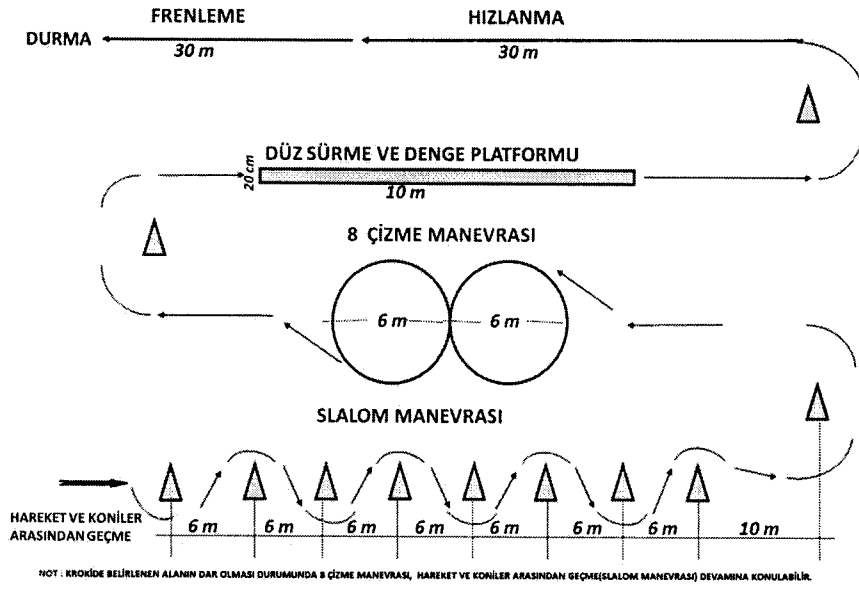 FRENLEME
HIZLANMA
DURMA
30 m
30 m
DÜZ SÜRME VE DENGE PLATFORMU
20 cm
10 m
8 ÇİZME MANEVRASI
6 m
6 m
SLALOM MANEVRASI
HAREKET VE KONİLER
ARASINDAN GEÇME
6 m
6 m
6 m
6 m
6 m
6 m
6 m
10 m
NOT : KROKİDE BELİRLENEN ALANIN DAR OLMASI DURUMUNDA 8 ÇİZME MANEVRASI, HAREKET VE KONİLER ARASINDAN GEÇME(SLALOM MANEVRASI) DEVAMINA KONULABİLİR.